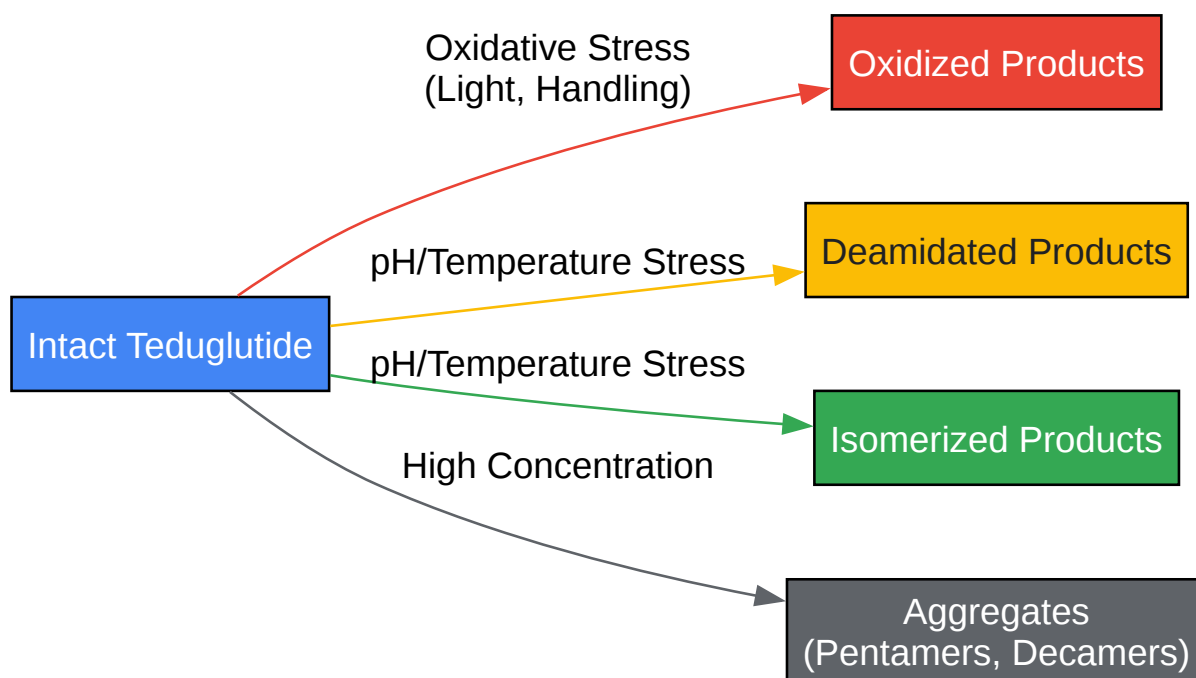 Oxidative Stress
(Light, Handling)
Oxidized Products
pH/Temperature Stress
Deamidated Products
Intact Teduglutide
pH/Temperature Stress
Isomerized Products
High Concentration
Aggregates
(Pentamers, Decamers)